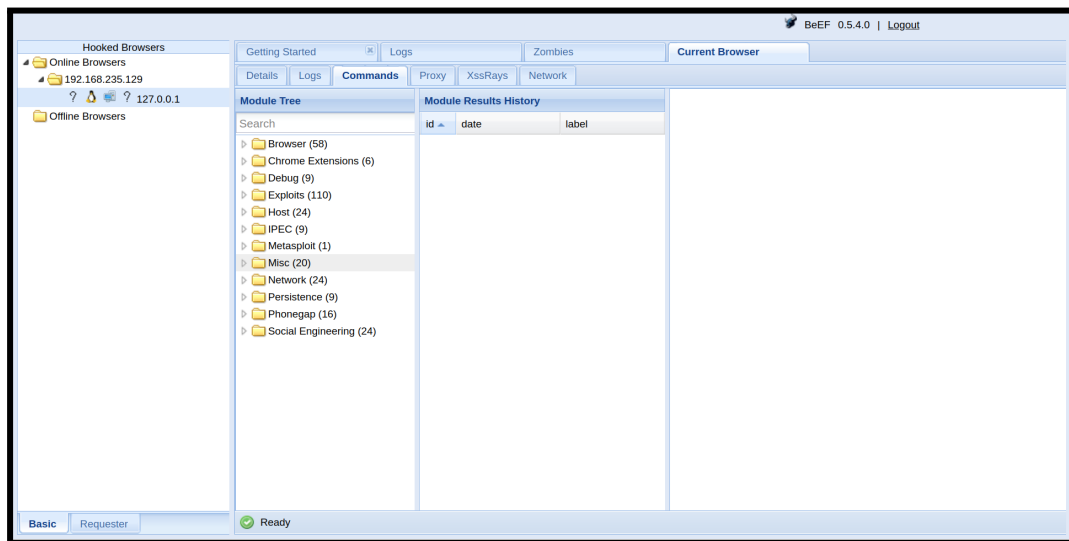 BeEF 0.5.4.0 | Logout
Hooked Browsers
Online Browsers
192.168.235.129
? ? 127.0.0.1
Offline Browsers
Getting Started
Logs
Zombies
Current Browser
Details
Logs
Commands
Proxy
XssRays
Network
Module Tree
Search
Browser (58)
Chrome Extensions (6)
Debug (9)
Exploits (110)
Host (24)
IPEC (9)
Metasploit (1)
Misc (20)
Network (24)
Persistence (9)
Phonegap (16)
Social Engineering (24)
Module Results History
id date label
Basic
Requester
Ready